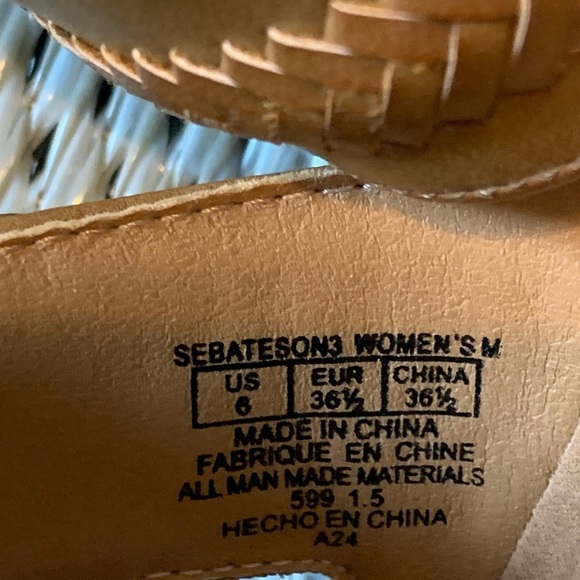 SEBATESON3 WOMEN'S M
US EUR CHINA
6 36½ 36½
MADE IN CHINA
FABRIQUE EN CHINE
ALL MAN MADE MATERIALS
599 1.5
HECHO EN CHINA
A24